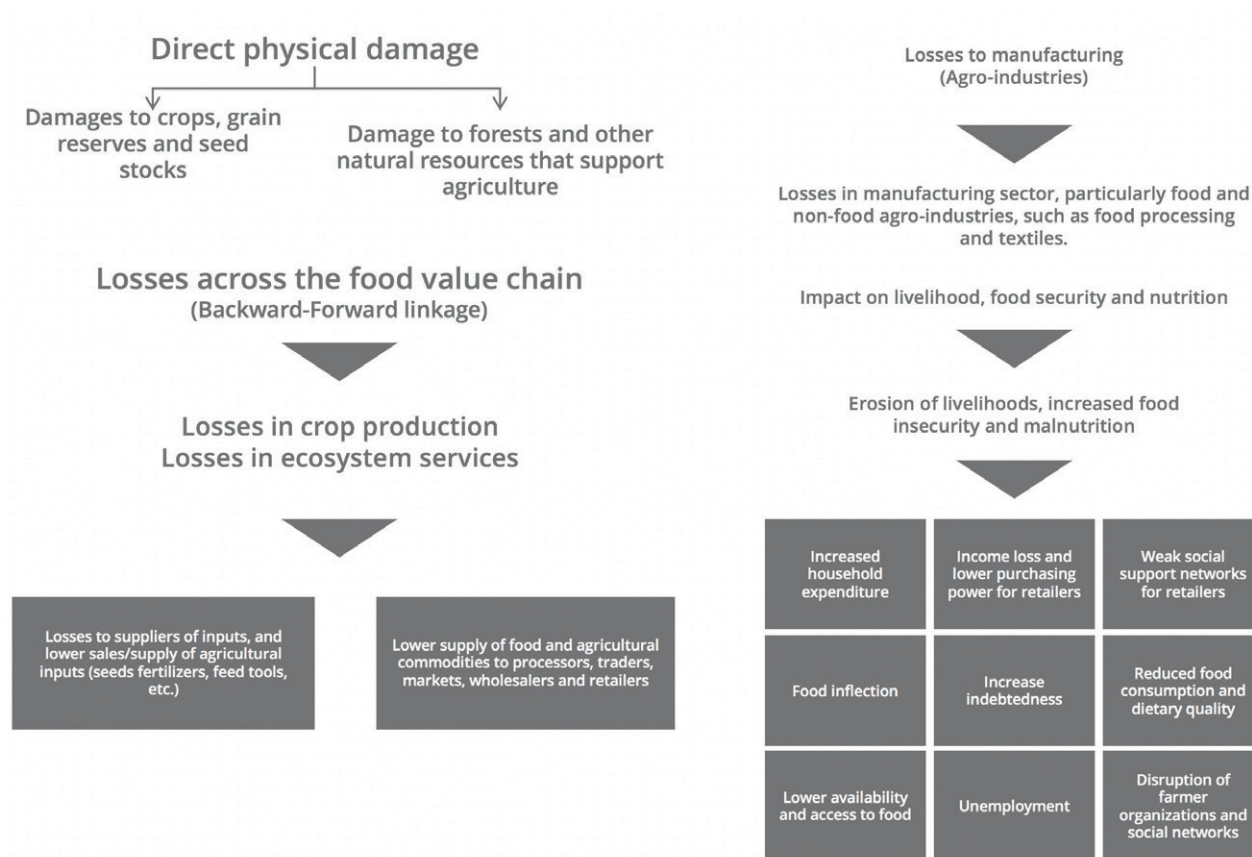 Direct physical damage
Damages to crops, grain
reserves and seed
stocks
Damage to forests and other
natural resources that support
agriculture
Losses across the food value chain
(Backward-Forward linkage)
Losses in crop production
Losses in ecosystem services
Losses to suppliers of inputs, and
lower sales/supply of agricultural
inputs (seeds fertilizers, feed tools,
etc.)
Lower supply of food and agricultural
commodities to processors, traders,
markets, wholesalers and retailers
Losses to manufacturing
(Agro-industries)
Losses in manufacturing sector, particularly food and
non-food agro-industries, such as food processing
and textiles.
Impact on livelihood, food security and nutrition
Erosion of livelihoods, increased food
insecurity and malnutrition
Increased
household
expenditure
Income loss and
lower purchasing
power for retailers
Weak social
support networks
for retailers
Food inflection
Increase
indebtedness
Reduced food
consumption and
dietary quality
Lower availability
and access to food
Unemployment
Disruption of
farmer
organizations and
social networks